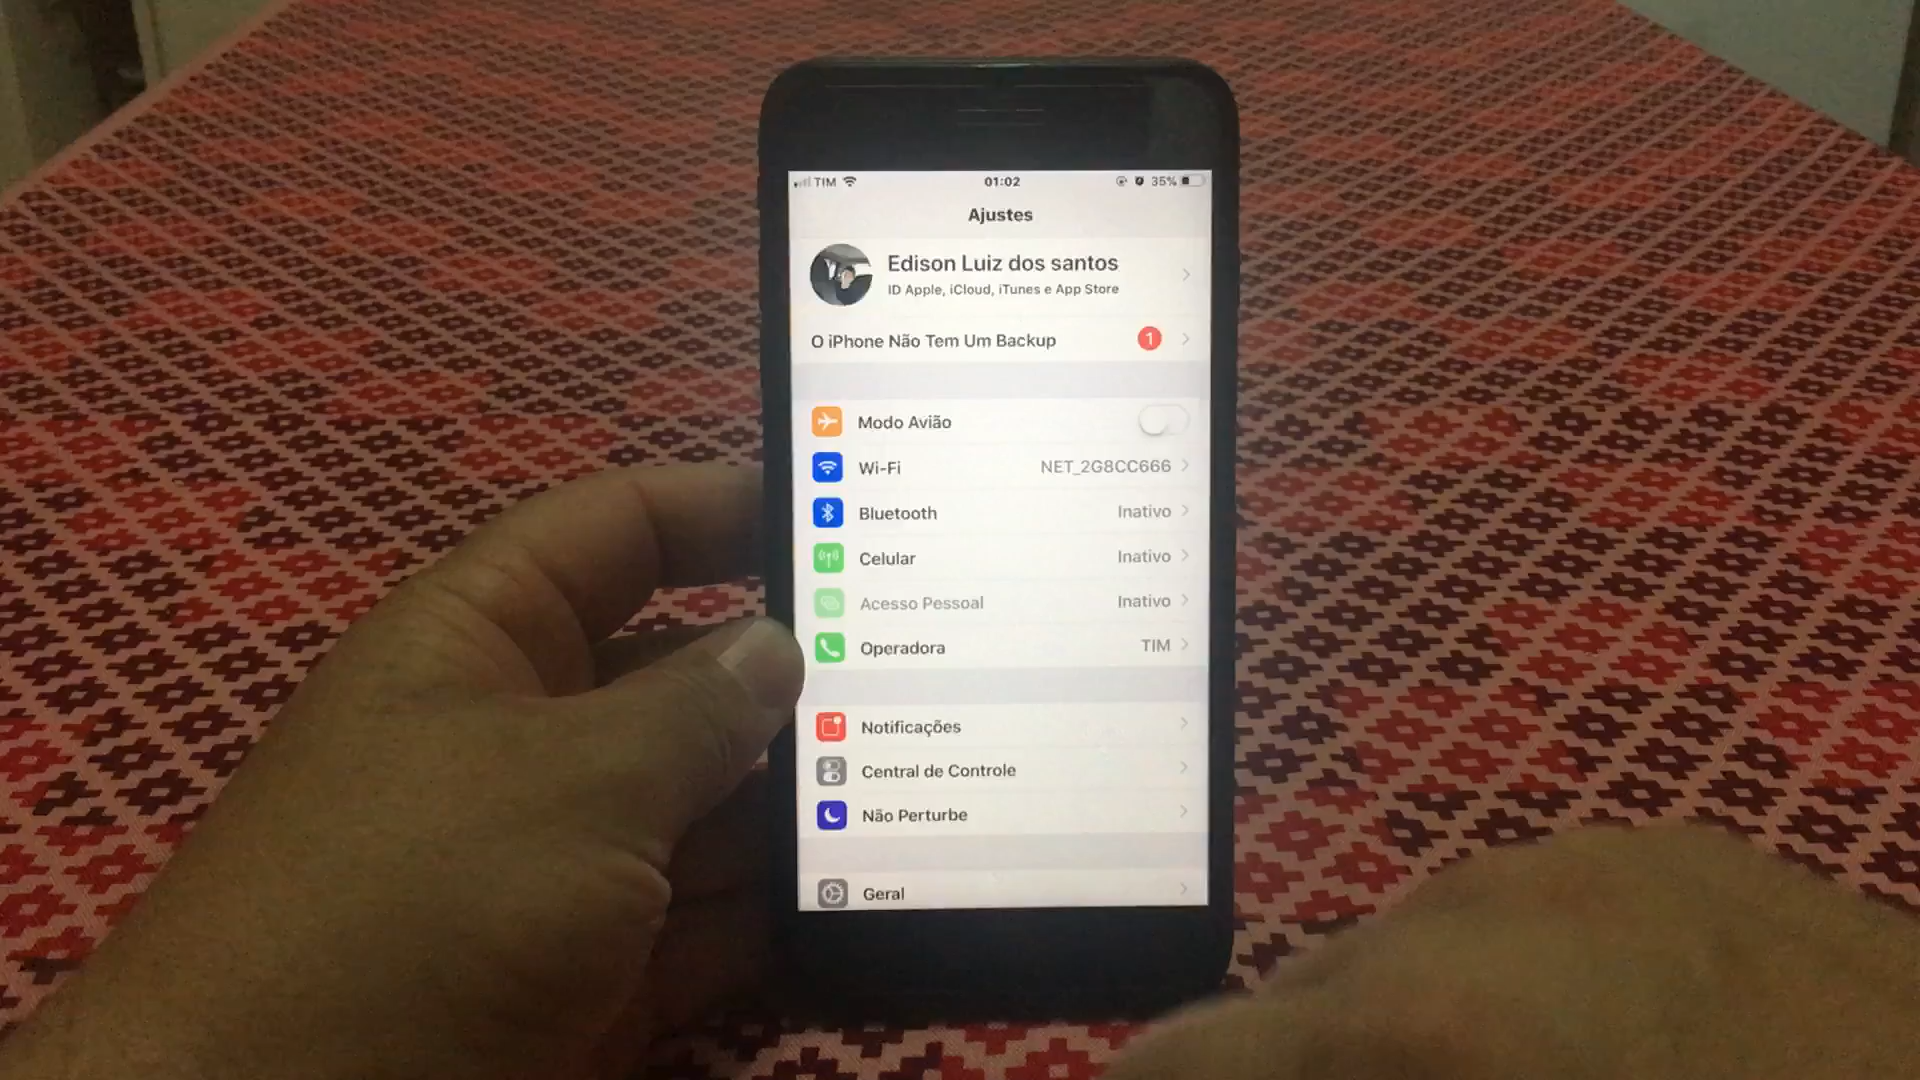 TIM 01:02 35%
Ajustes
Edison Luiz dos santos
ID Apple, iCloud, iTunes e App Store
O iPhone Não Tem Um Backup 1
Modo Avião
Wi-Fi NET_2G8CC666
Bluetooth Inativo
Celular Inativo
Acesso Pessoal Inativo
Operadora TIM
Notificações
Central de Controle
Não Perturbe
Geral